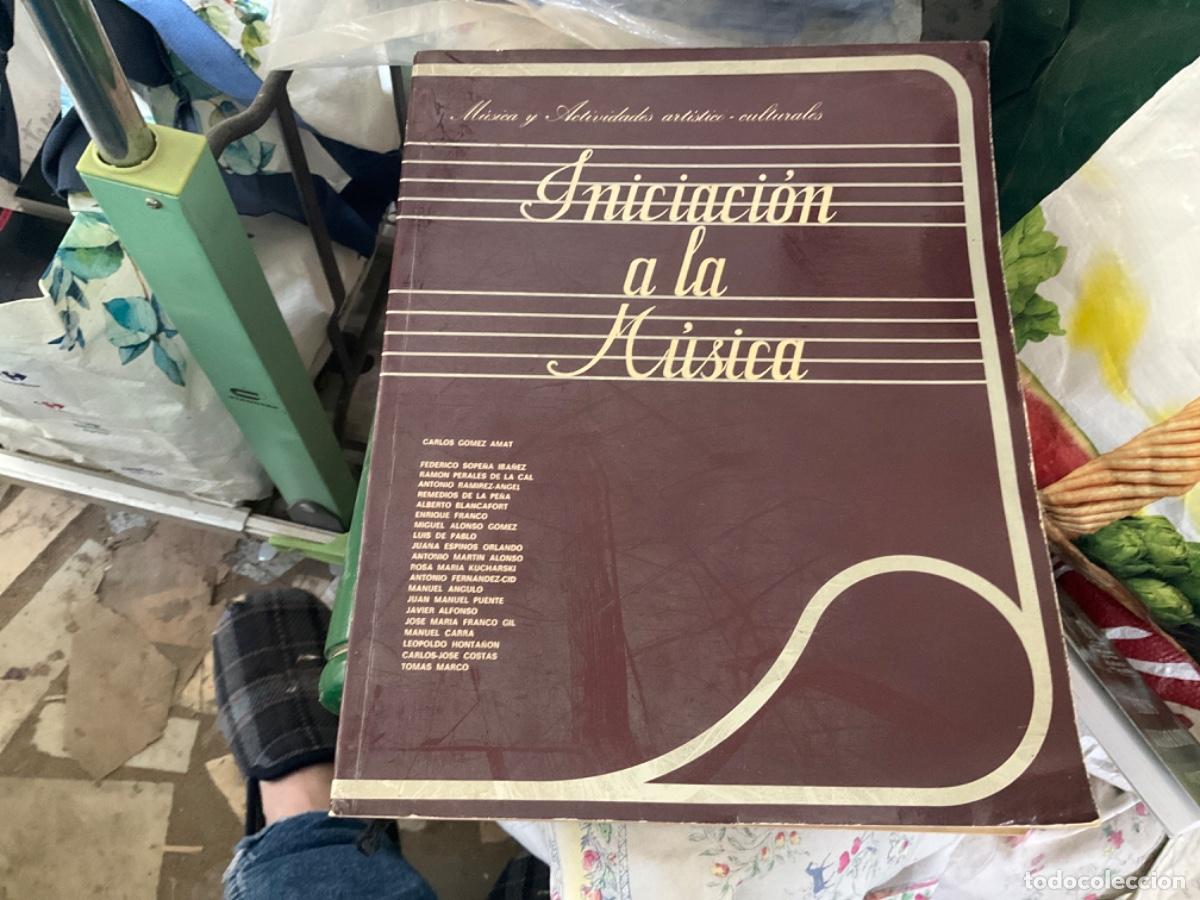 Música y Actividades artístico-culturales
Iniciación
a la
Música
CARLOS GOMEZ AMAT
FEDERICO SOPEÑA IBAÑEZ
RAMON PERALES DE LA CAL
ANTONIO RAMIREZ-ANGEL
REMEDIOS DE LA PEÑA
ALBERTO BLANCAFORT
ENRIQUE FRANCO
MIGUEL ALONSO GOMEZ
LUIS DE PABLO
JUANA ESPINOS ORLANDO
ANTONIO MARTIN ALONSO
ROSA MARIA KUCHARSKI
ANTONIO FERNANDEZ-CID
MANUEL ANGULO
JUAN MANUEL PUENTE
JAVIER ALFONSO
JOSE MARIA FRANCO GIL
MANUEL CARRA
LEOPOLDO HONTAÑON
CARLOS-JOSE COSTAS
TOMAS MARCO
todocoleccion